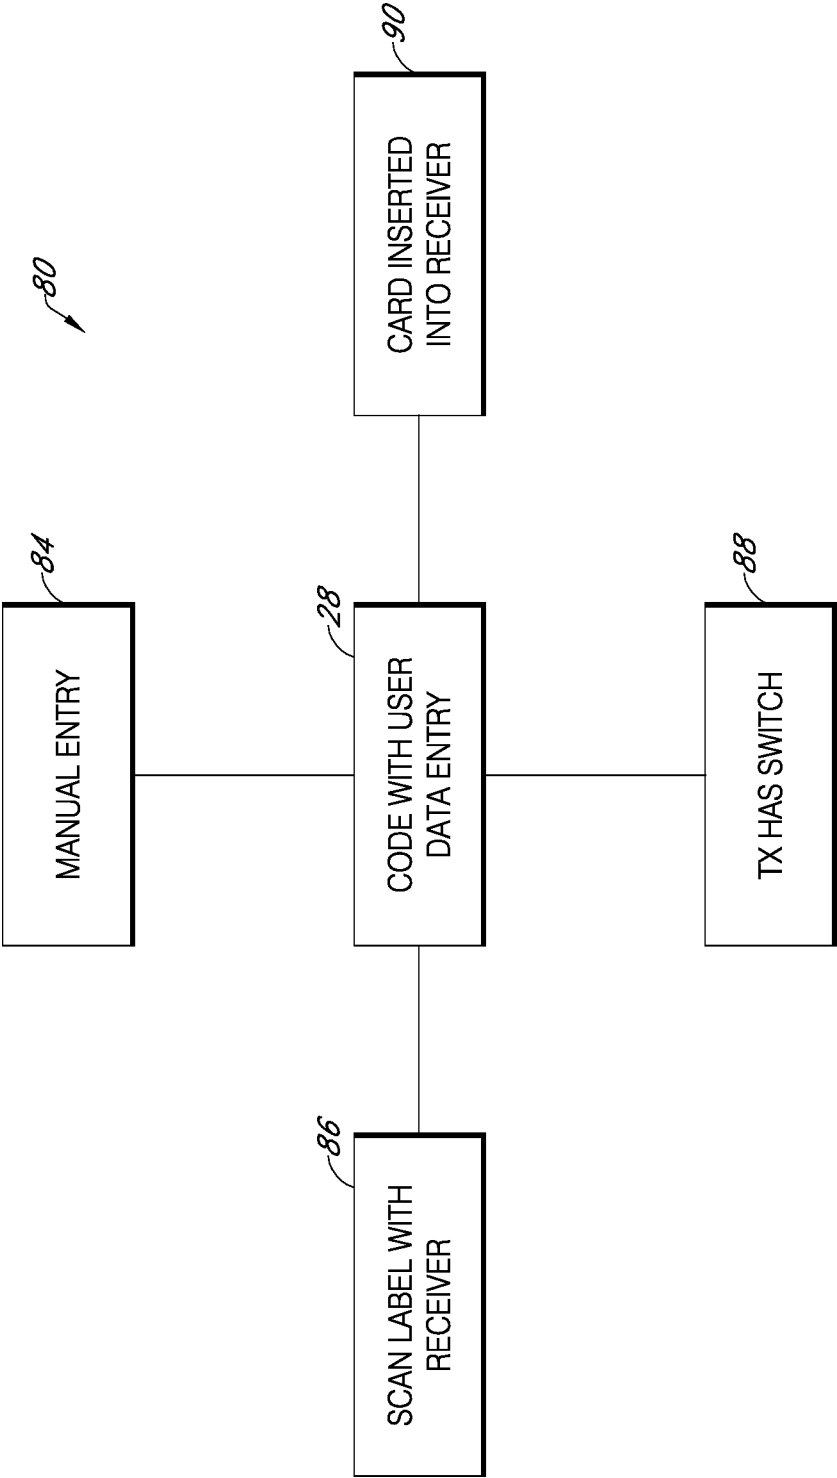 80
84
MANUAL ENTRY
86
SCAN LABEL WITH
RECEIVER
28
CODE WITH USER
DATA ENTRY
90
CARD INSERTED
INTO RECEIVER
88
TX HAS SWITCH